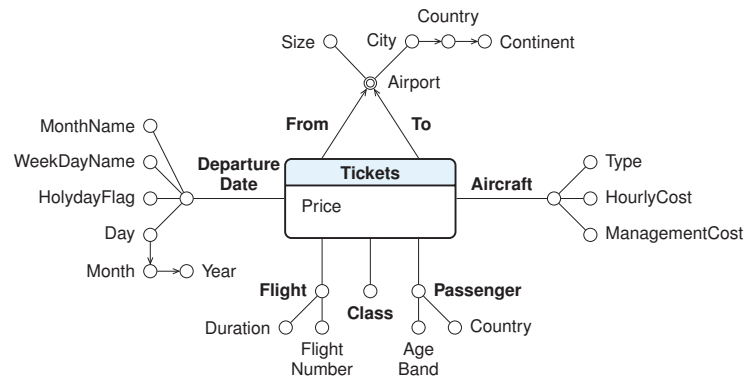 Country
Size
City
Continent
Airport
From
To
MonthName
WeekDayName
HolydayFlag
Day
Month
Year
Departure
Date
Tickets
Price
Aircraft
Type
HourlyCost
ManagementCost
Flight
Class
Passenger
Duration
Flight
Number
Age
Band
Country